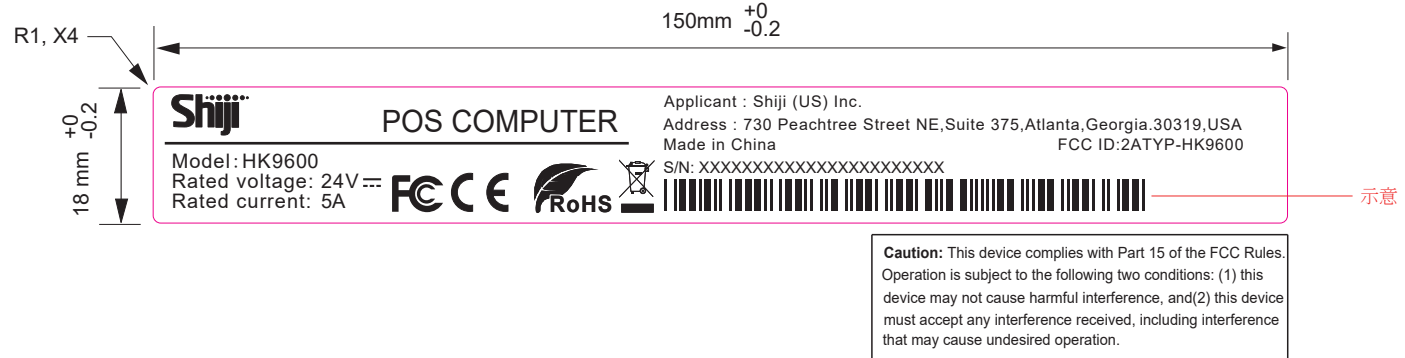 150mm +0 -0.2
R1, X4
18 mm +0 -0.2
Shiji
POS COMPUTER
Model: HK9600
Rated voltage: 24V
Rated current: 5A
FC CE RoHS
Applicant : Shiji (US) Inc.
Address : 730 Peachtree Street NE,Suite 375,Atlanta,Georgia.30319,USA
Made in China FCC ID:2ATYP-HK9600
S/N: XXXXXXXXXXXXXXXXXXXXXXX
示意
Caution: This device complies with Part 15 of the FCC Rules.
Operation is subject to the following two conditions: (1) this
device may not cause harmful interference, and(2) this device
must accept any interference received, including interference
that may cause undesired operation.